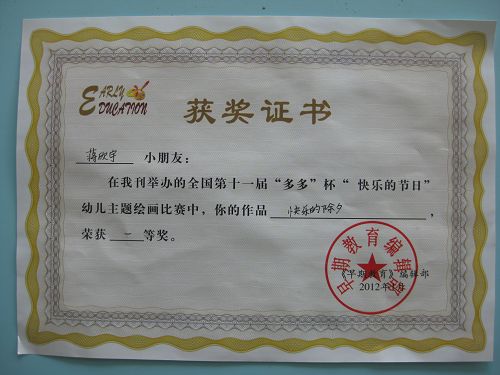 EARLY
EDUCATION
获奖证书
蒋欣宇 小朋友：
在我刊举办的全国第十一届“多多”杯“ 快乐的节日”
幼儿主题绘画比赛中，你的作品 快乐的除夕 ，
荣获 二 等奖。
早期教育编辑部
《早期教育》编辑部
2012年1月